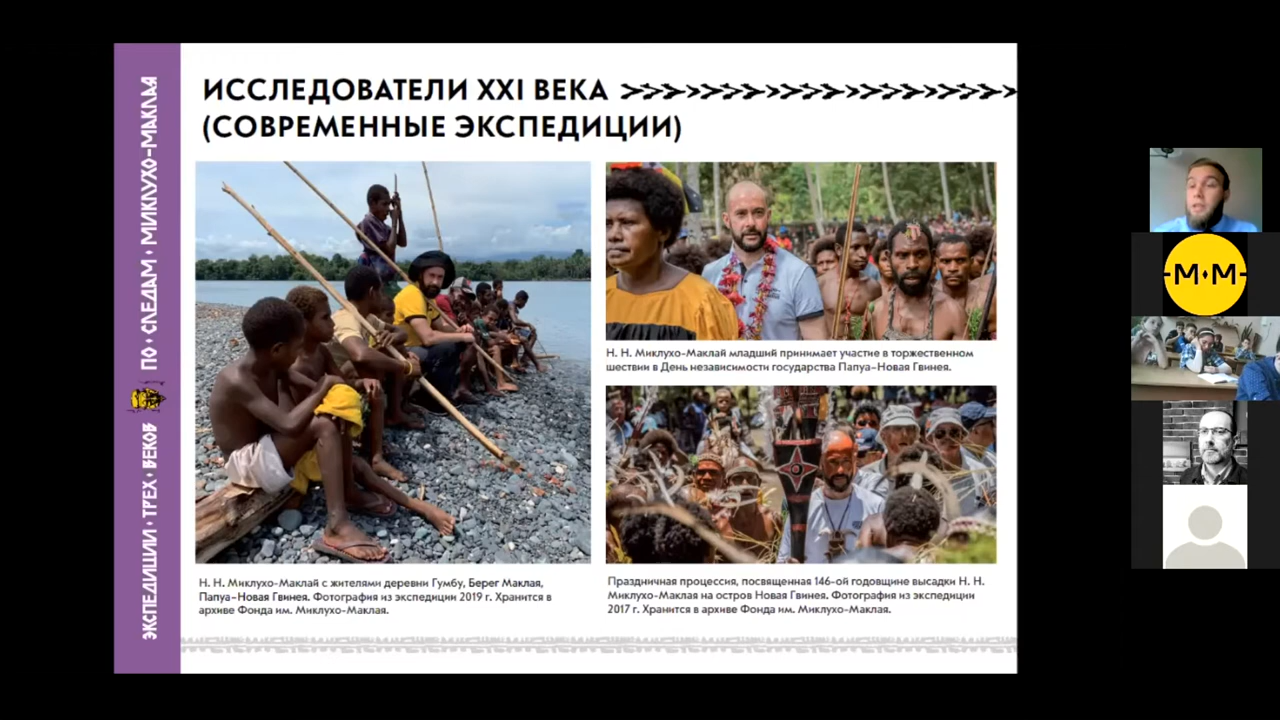 ИССЛЕДОВАТЕЛИ XXI ВЕКА
(СОВРЕМЕННЫЕ ЭКСПЕДИЦИИ)
ЭКСПЕДИЦИИ • ТРЕХ • ВЕКОВ
ПО • СЛЕДАМ • МИКЛУХО-МАКЛАЯ
Н. Н. Миклухо-Маклай с жителями деревни Гумбу, Берег Маклая,
Папуа-Новая Гвинея. Фотография из экспедиции 2019 г. Хранится в
архиве Фонда им. Миклухо-Маклая.
Н. Н. Миклухо-Маклай младший принимает участие в торжественном
шествии в День независимости государства Папуа-Новая Гвинея.
Праздничная процессия, посвященная 146-ой годовщине высадки Н. Н.
Миклухо-Маклая на остров Новая Гвинея. Фотография из экспедиции
2017 г. Хранится в архиве Фонда им. Миклухо-Маклая.
-М•М-